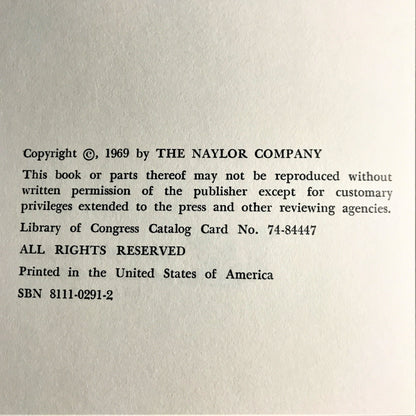 Copyright ©, 1969 by THE NAYLOR COMPANY
This book or parts thereof may not be reproduced without
written permission of the publisher except for customary
privileges extended to the press and other reviewing agencies.
Library of Congress Catalog Card No. 74-84447
ALL RIGHTS RESERVED
Printed in the United States of America
SBN 8111-0291-2